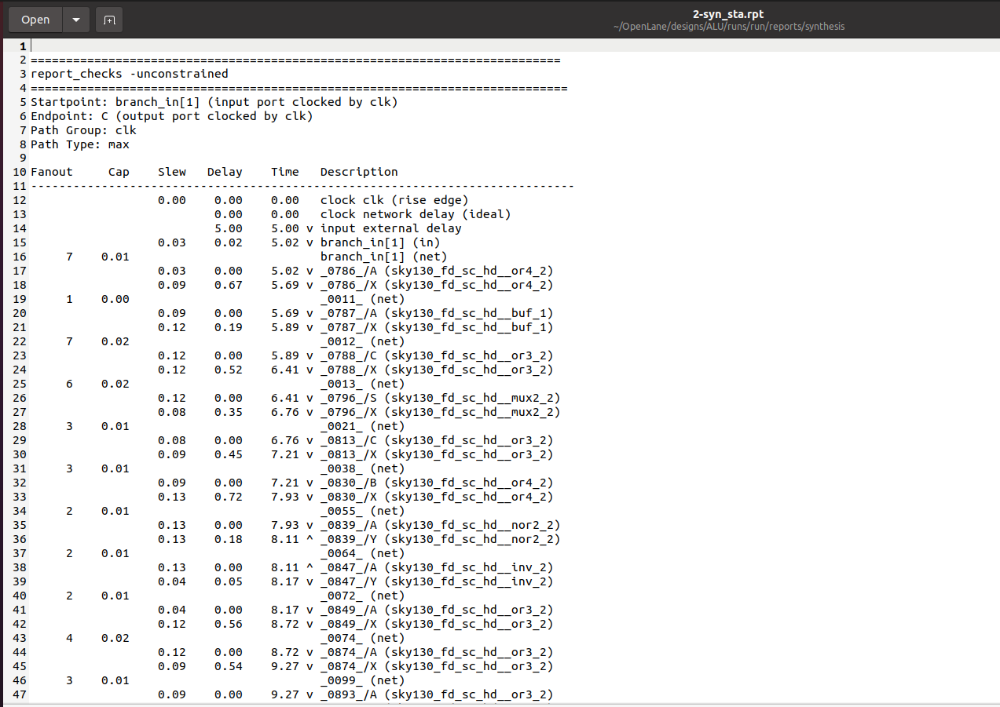 Open
2-syn_sta.rpt
~/OpenLane/designs/ALU/runs/run/reports/synthesis
1
2 ===========================================================================
3 report_checks -unconstrained
4 ============================================================================
5 Startpoint: branch_in[1] (input port clocked by clk)
6 Endpoint: C (output port clocked by clk)
7 Path Group: clk
8 Path Type: max
9
10 Fanout     Cap    Slew   Delay    Time   Description
11 -----------------------------------------------------------------------------
12                   0.00    0.00    0.00   clock clk (rise edge)
13                           0.00    0.00   clock network delay (ideal)
14                           5.00    5.00 v input external delay
15                   0.03    0.02    5.02 v branch_in[1] (in)
16      7    0.01                           branch_in[1] (net)
17                   0.03    0.00    5.02 v _0786_/A (sky130_fd_sc_hd__or4_2)
18                   0.09    0.67    5.69 v _0786_/X (sky130_fd_sc_hd__or4_2)
19      1    0.00                           _0011_ (net)
20                   0.09    0.00    5.69 v _0787_/A (sky130_fd_sc_hd__buf_1)
21                   0.12    0.19    5.89 v _0787_/X (sky130_fd_sc_hd__buf_1)
22      7    0.02                           _0012_ (net)
23                   0.12    0.00    5.89 v _0788_/C (sky130_fd_sc_hd__or3_2)
24                   0.12    0.52    6.41 v _0788_/X (sky130_fd_sc_hd__or3_2)
25      6    0.02                           _0013_ (net)
26                   0.12    0.00    6.41 v _0796_/S (sky130_fd_sc_hd__mux2_2)
27                   0.08    0.35    6.76 v _0796_/X (sky130_fd_sc_hd__mux2_2)
28      3    0.01                           _0021_ (net)
29                   0.08    0.00    6.76 v _0813_/C (sky130_fd_sc_hd__or3_2)
30                   0.09    0.45    7.21 v _0813_/X (sky130_fd_sc_hd__or3_2)
31      3    0.01                           _0038_ (net)
32                   0.09    0.00    7.21 v _0830_/B (sky130_fd_sc_hd__or4_2)
33                   0.13    0.72    7.93 v _0830_/X (sky130_fd_sc_hd__or4_2)
34      2    0.01                           _0055_ (net)
35                   0.13    0.00    7.93 v _0839_/A (sky130_fd_sc_hd__nor2_2)
36                   0.13    0.18    8.11 ^ _0839_/Y (sky130_fd_sc_hd__nor2_2)
37      2    0.01                           _0064_ (net)
38                   0.13    0.00    8.11 ^ _0847_/A (sky130_fd_sc_hd__inv_2)
39                   0.04    0.05    8.17 v _0847_/Y (sky130_fd_sc_hd__inv_2)
40      2    0.01                           _0072_ (net)
41                   0.04    0.00    8.17 v _0849_/A (sky130_fd_sc_hd__or3_2)
42                   0.12    0.56    8.72 v _0849_/X (sky130_fd_sc_hd__or3_2)
43      4    0.02                           _0074_ (net)
44                   0.12    0.00    8.72 v _0874_/A (sky130_fd_sc_hd__or3_2)
45                   0.09    0.54    9.27 v _0874_/X (sky130_fd_sc_hd__or3_2)
46      3    0.01                           _0099_ (net)
47                   0.09    0.00    9.27 v _0893_/A (sky130_fd_sc_hd__or3_2)